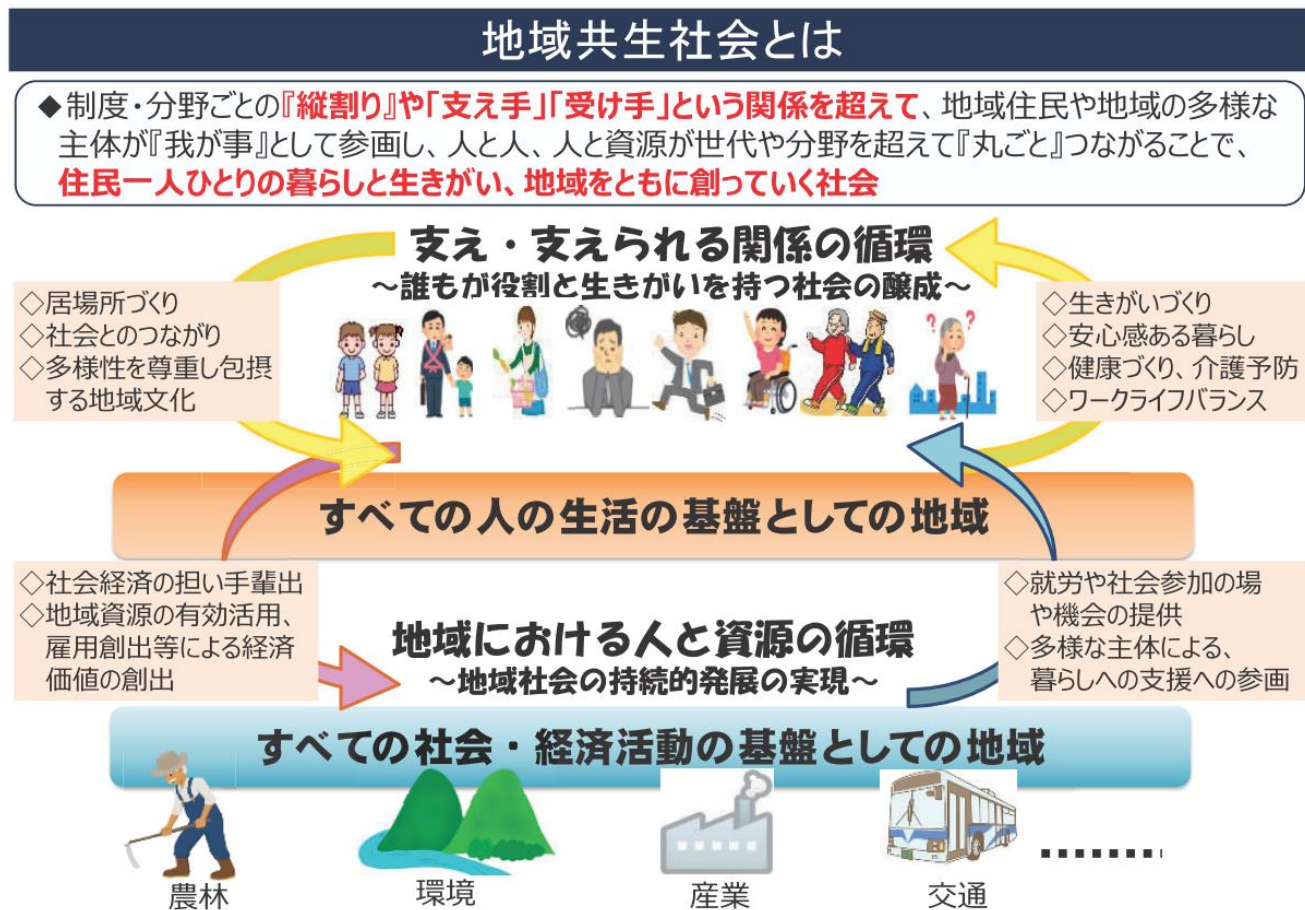 地域共生社会とは
◆制度・分野ごとの『縦割り』や「支え手」「受け手」という関係を超えて、地域住民や地域の多様な
主体が『我が事』として参画し、人と人、人と資源が世代や分野を超えて『丸ごと』つながることで、
住民一人ひとりの暮らしと生きがい、地域をともに創っていく社会
支え・支えられる関係の循環
～誰もが役割と生きがいを持つ社会の醸成～
◇居場所づくり
◇社会とのつながり
◇多様性を尊重し包摂
する地域文化
◇生きがいづくり
◇安心感ある暮らし
◇健康づくり、介護予防
◇ワークライフバランス
? ?
すべての人の生活の基盤としての地域
◇社会経済の担い手輩出
◇地域資源の有効活用、
雇用創出等による経済
価値の創出
地域における人と資源の循環
～地域社会の持続的発展の実現～
◇就労や社会参加の場
や機会の提供
◇多様な主体による、
暮らしへの支援への参画
すべての社会・経済活動の基盤としての地域
農林
環境
産業
交通